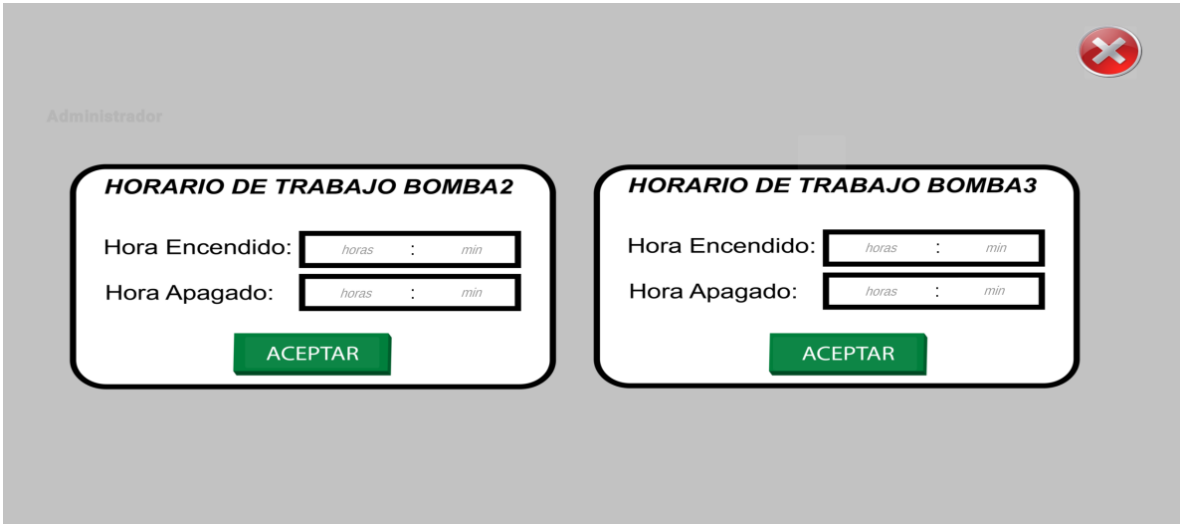 Administrador
HORARIO DE TRABAJO BOMBA2
Hora Encendido: horas : min
Hora Apagado: horas : min
ACEPTAR
HORARIO DE TRABAJO BOMBA3
Hora Encendido: horas : min
Hora Apagado: horas : min
ACEPTAR